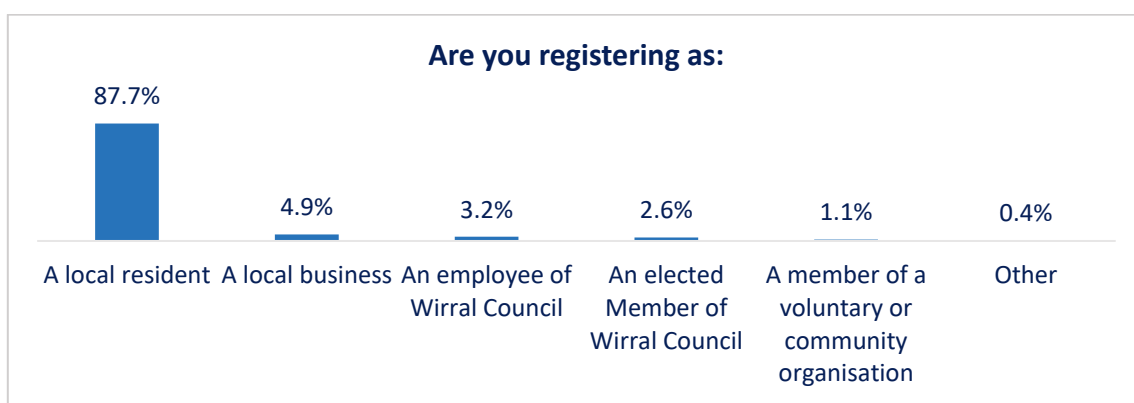 Are you registering as:
87.7%
4.9%
3.2%
2.6%
1.1%
0.4%
A local resident
A local business
An employee of
Wirral Council
An elected
Member of
Wirral Council
A member of a
voluntary or
community
organisation
Other